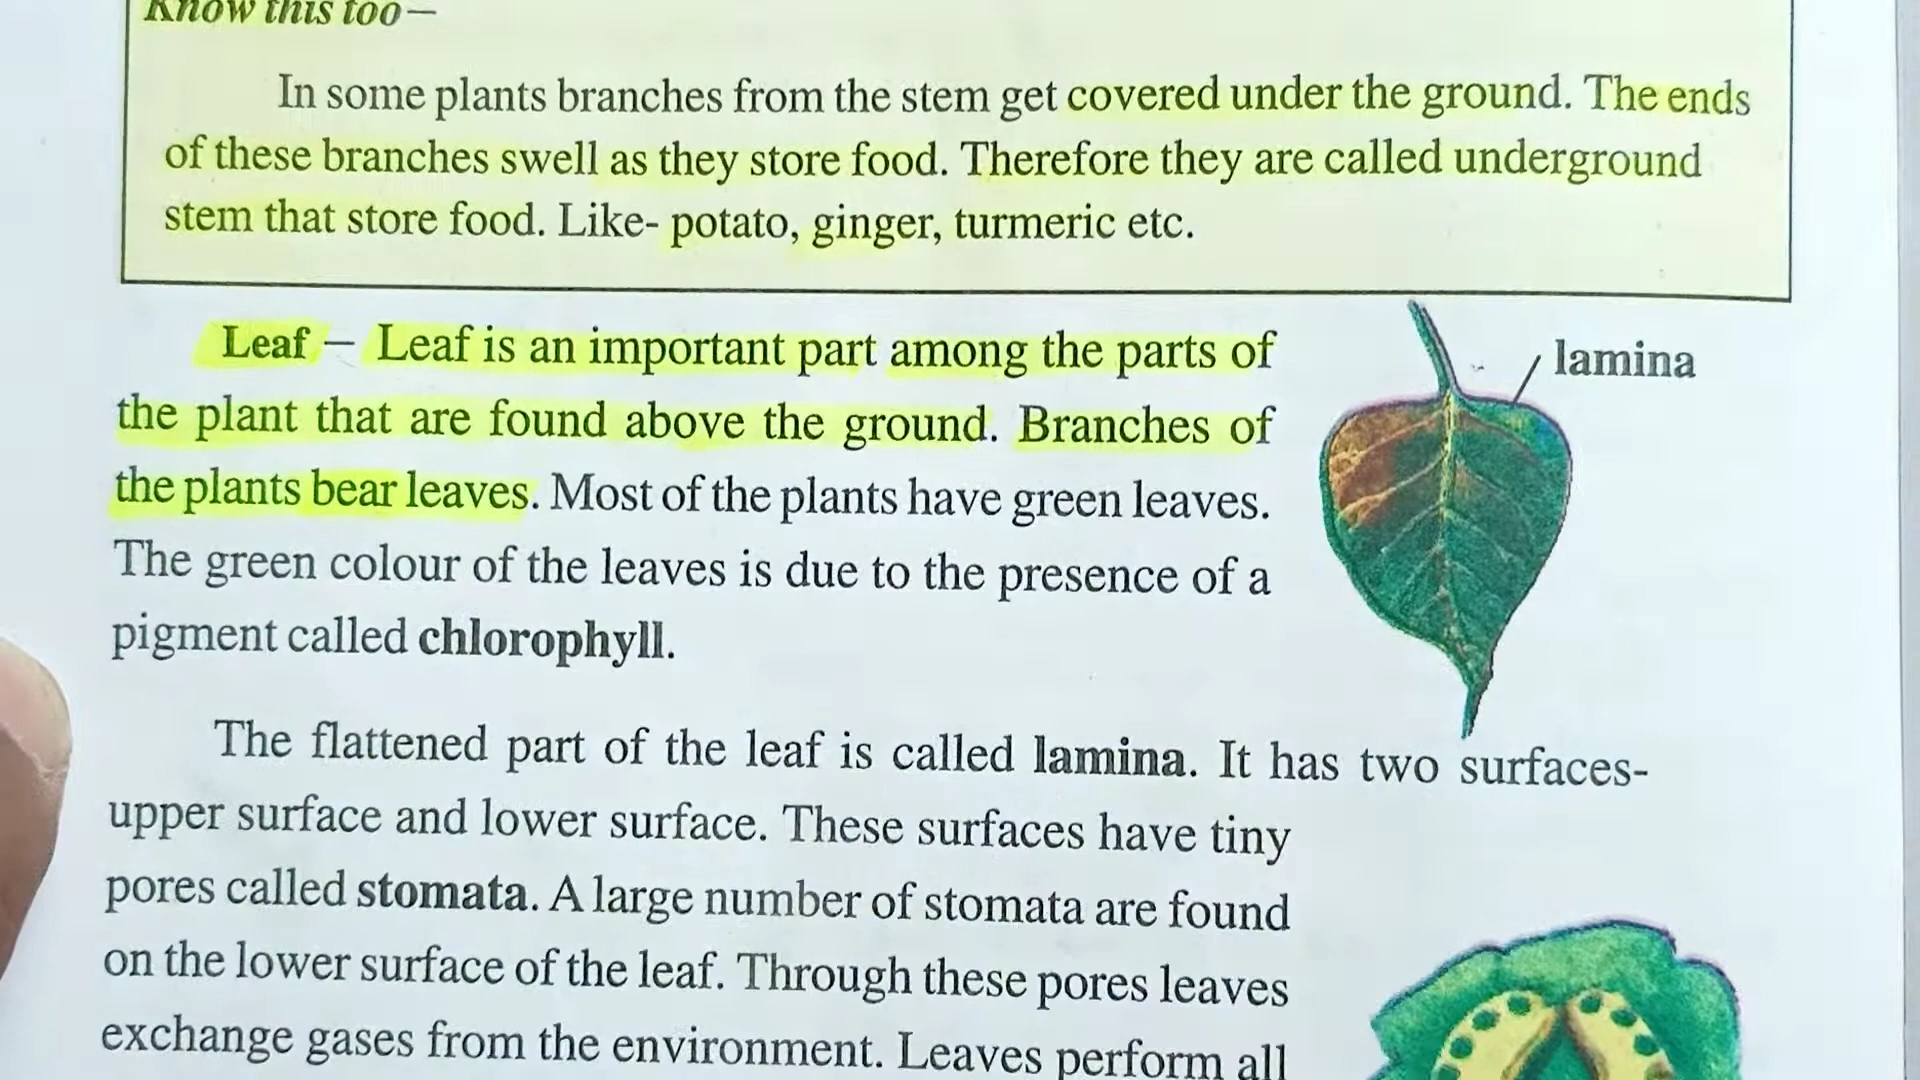 Know this too—
In some plants branches from the stem get covered under the ground. The ends
of these branches swell as they store food. Therefore they are called underground
stem that store food. Like- potato, ginger, turmeric etc.
Leaf – Leaf is an important part among the parts of
the plant that are found above the ground. Branches of
the plants bear leaves. Most of the plants have green leaves.
The green colour of the leaves is due to the presence of a
pigment called chlorophyll.
lamina
The flattened part of the leaf is called lamina. It has two surfaces-
upper surface and lower surface. These surfaces have tiny
pores called stomata. A large number of stomata are found
on the lower surface of the leaf. Through these pores leaves
exchange gases from the environment. Leaves perform all